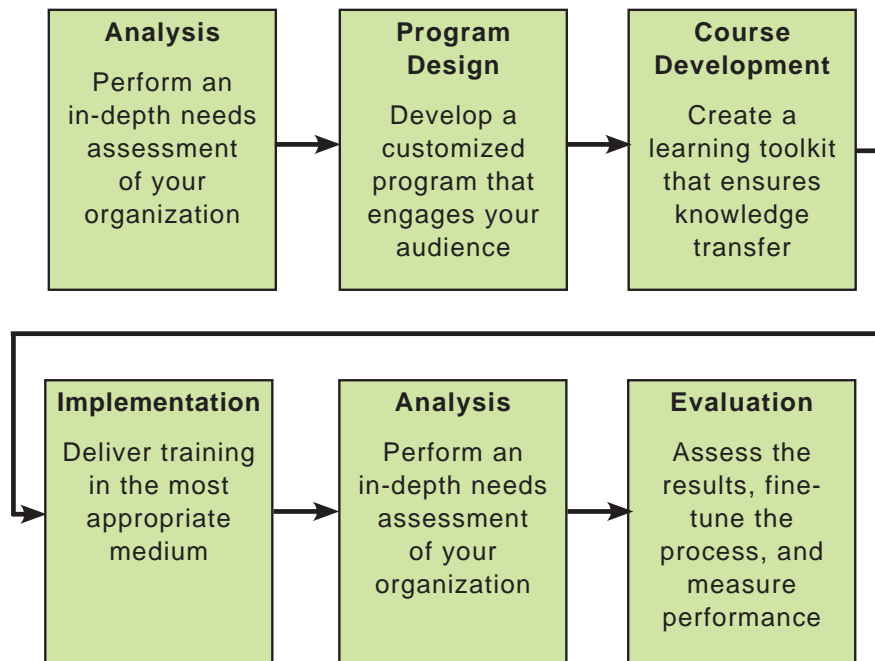 Analysis
Perform an
in-depth needs
assessment
of your
organization
Program
Design
Develop a
customized
program that
engages your
audience
Course
Development
Create a
learning toolkit
that ensures
knowledge
transfer
Implementation
Deliver training
in the most
appropriate
medium
Analysis
Perform an
in-depth needs
assessment
of your
organization
Evaluation
Assess the
results, fine-
tune the
process, and
measure
performance